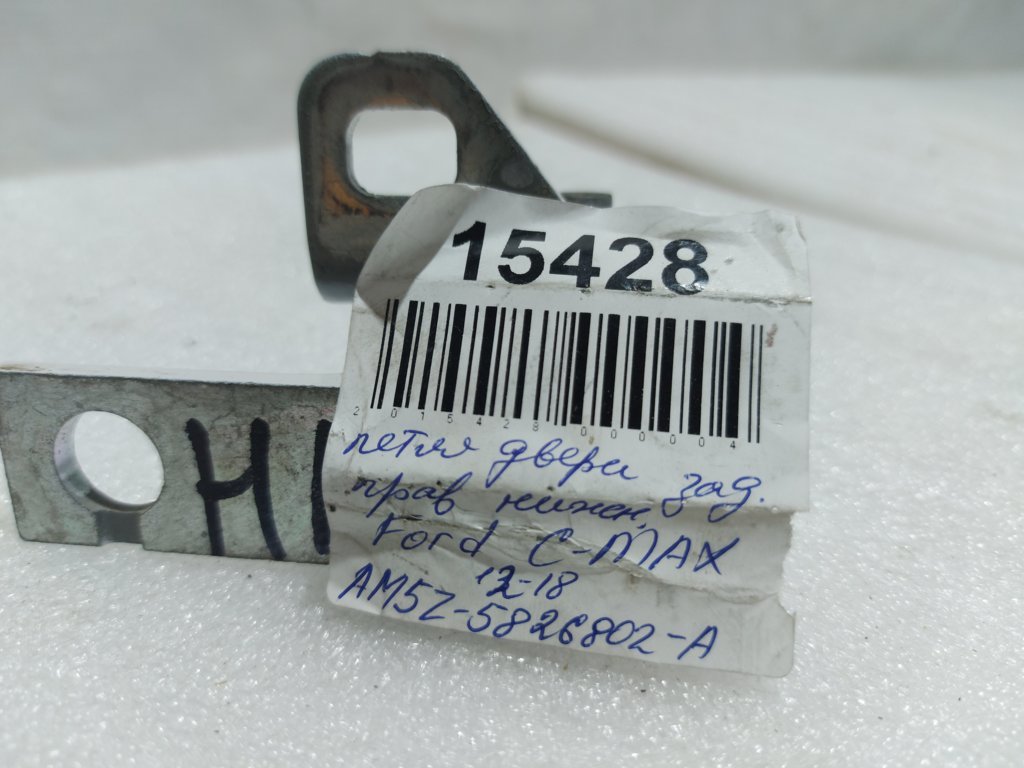 15428
2015428000004
петля двери зад.
прав нижн.
Ford C-MAX
12-18
AM5Z-5826802-A
Н